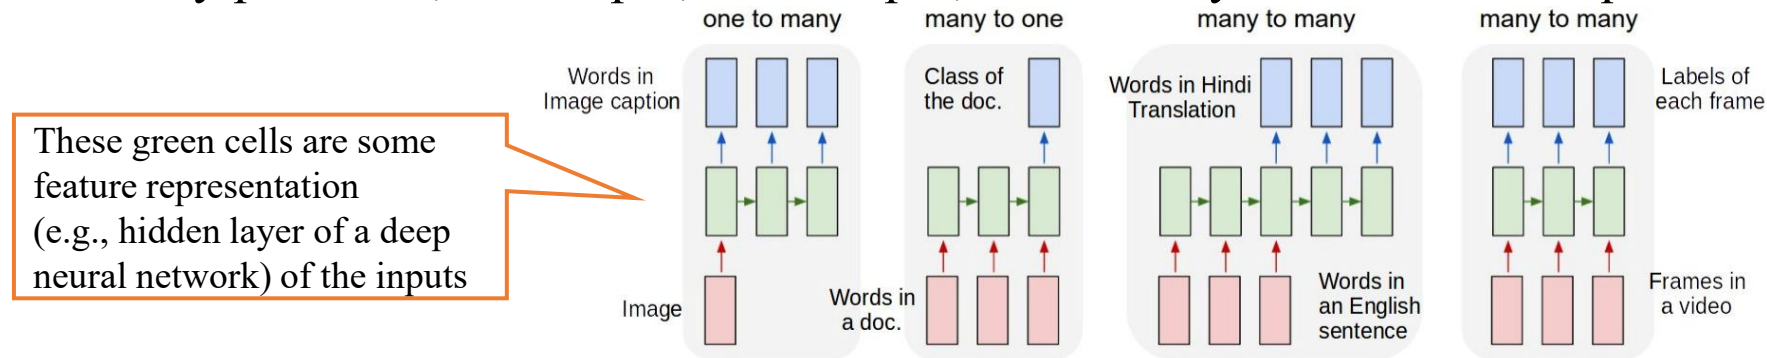 one to many
many to one
many to many
many to many
Words in
Image caption
Class of
the doc.
Words in Hindi
Translation
Labels of
each frame
These green cells are some
feature representation
(e.g., hidden layer of a deep
neural network) of the inputs
Image
Words in
a doc.
Words in
an English
sentence
Frames in
a video